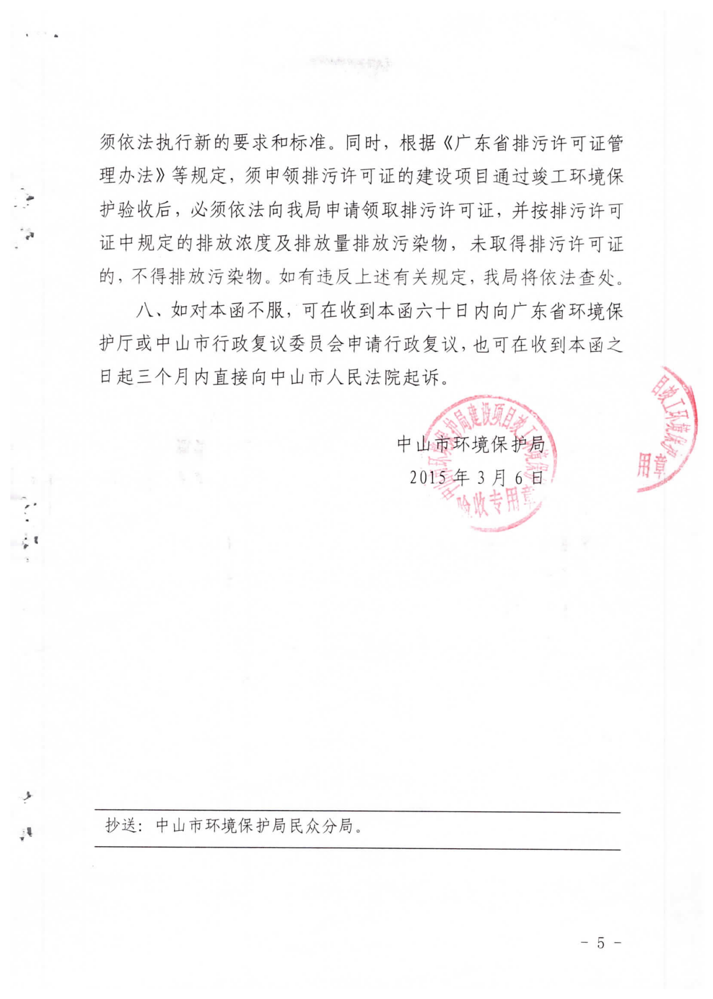 须依法执行新的要求和标准。同时，根据《广东省排污许可证管
理办法》等规定，须申领排污许可证的建设项目通过竣工环境保
护验收后，必须依法向我局申请领取排污许可证，并按排污许可
证中规定的排放浓度及排放量排放污染物，未取得排污许可证
的，不得排放污染物。如有违反上述有关规定，我局将依法查处。
八、如对本函不服，可在收到本函六十日内向广东省环境保
护厅或中山市行政复议委员会申请行政复议，也可在收到本函之
日起三个月内直接向中山市人民法院起诉。
中山市环境保护局
2015年3月6日
中山市环境保护局建设项目竣工环境保护
验收专用章
目竣工环境保护
用章
抄送：中山市环境保护局民众分局。
- 5 -